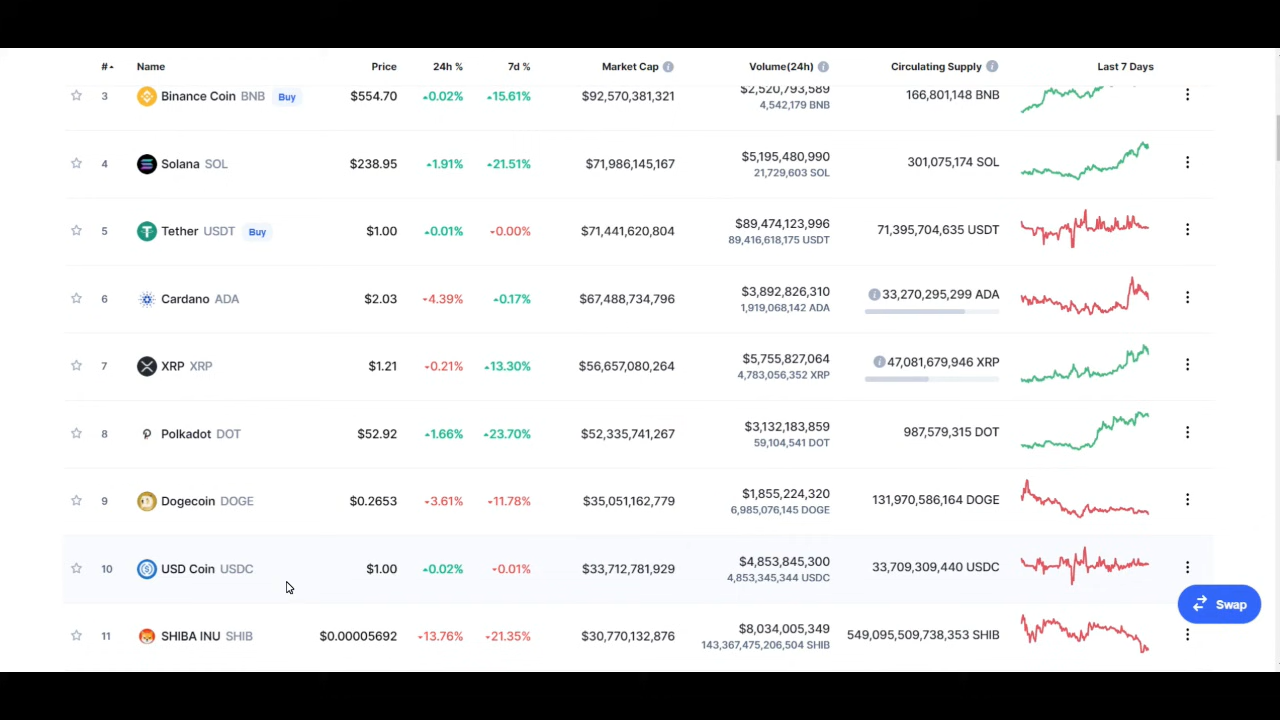 # Name Price 24h % 7d % Market Cap Volume(24h) Circulating Supply Last 7 Days
3 Binance Coin BNB Buy $554.70 0.02% 15.61% $92,570,381,321 $2,520,793,589 166,801,148 BNB
4,542,179 BNB
4 Solana SOL $238.95 1.91% 21.51% $71,986,145,167 $5,195,480,990 301,075,174 SOL
21,729,603 SOL
5 Tether USDT Buy $1.00 0.01% 0.00% $71,441,620,804 $89,474,123,996 71,395,704,635 USDT
89,416,618,175 USDT
6 Cardano ADA $2.03 4.39% 0.17% $67,488,734,796 $3,892,826,310 33,270,295,299 ADA
1,919,068,142 ADA
7 XRP XRP $1.21 0.21% 13.30% $56,657,080,264 $5,755,827,064 47,081,679,946 XRP
4,783,056,352 XRP
8 Polkadot DOT $52.92 1.66% 23.70% $52,335,741,267 $3,132,183,859 987,579,315 DOT
59,104,541 DOT
9 Dogecoin DOGE $0.2653 3.61% 11.78% $35,051,162,779 $1,855,224,320 131,970,586,164 DOGE
6,985,076,145 DOGE
10 USD Coin USDC $1.00 0.02% 0.01% $33,712,781,929 $4,853,845,300 33,709,309,440 USDC
4,853,345,344 USDC
Swap
11 SHIBA INU SHIB $0.00005692 13.76% 21.35% $30,770,132,876 $8,034,005,349 549,095,509,738,353 SHIB
143,367,475,206,504 SHIB